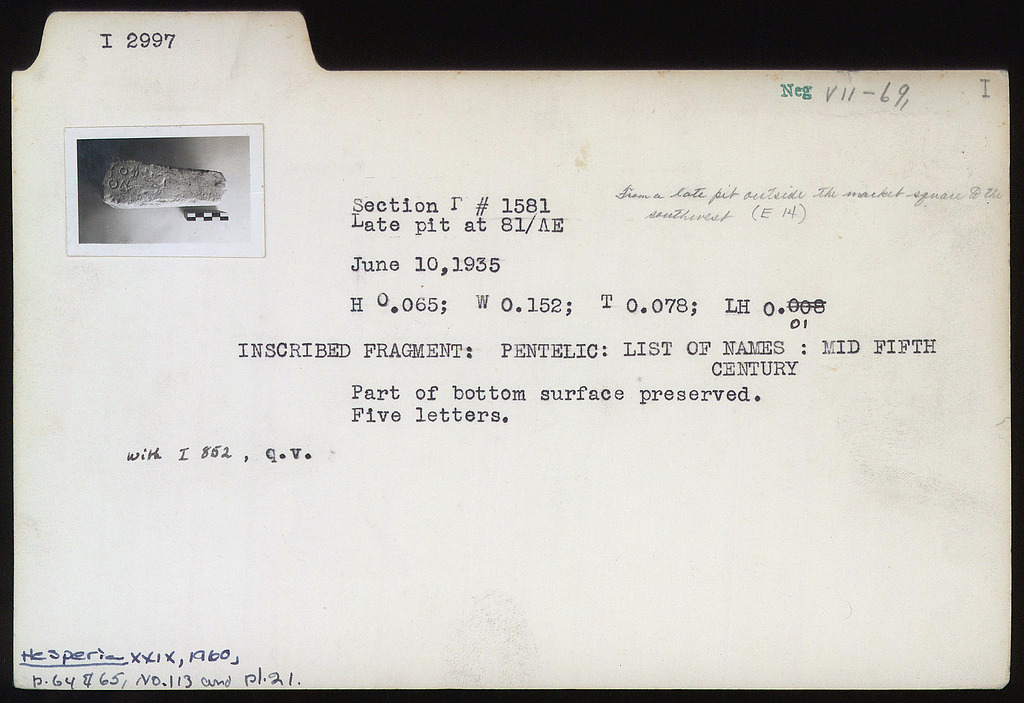 I 2997
Neg VII-69,
I
From a late pit outside the market square to the
southwest (E 14)
Section Γ # 1581
Late pit at 81/ΛΕ
June 10,1935
H 0.065; W 0.152; T 0.078; LH 0.008
01
INSCRIBED FRAGMENT: PENTELIC: LIST OF NAMES : MID FIFTH
CENTURY
Part of bottom surface preserved.
Five letters.
with I 852, q.v.
Hesperia XXIX, 1960,
p. 64 & 65, NO. 113 and pl. 21.